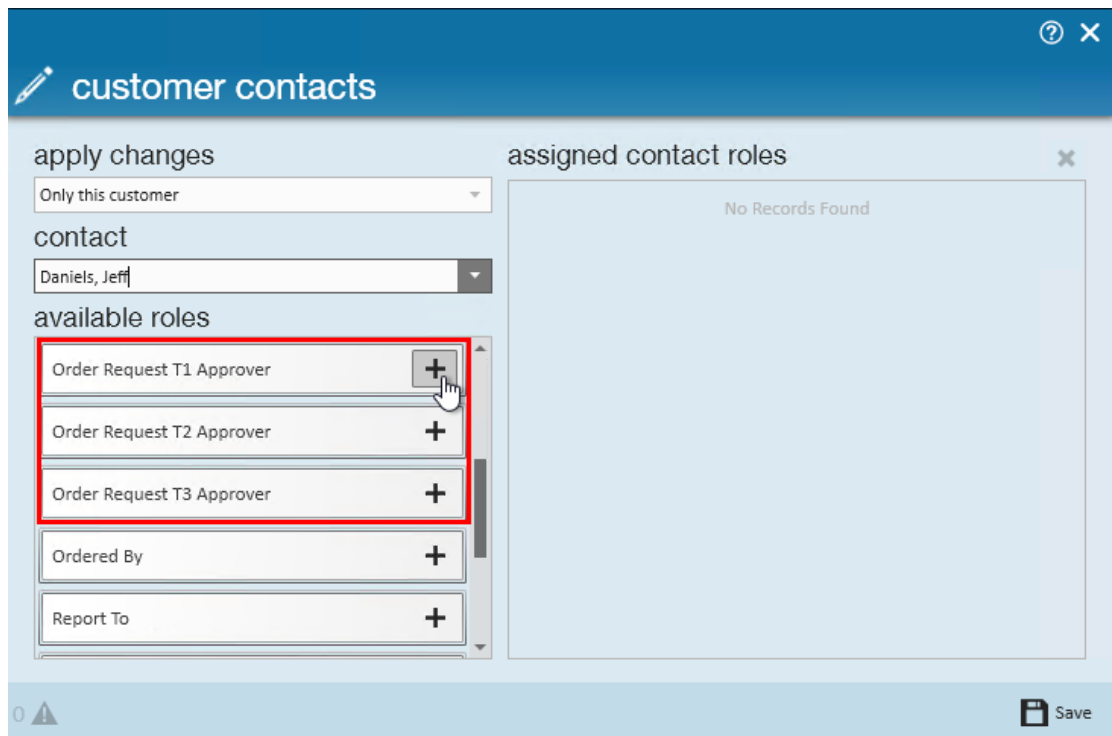 customer contacts
apply changes
Only this customer
contact
Daniels, Jeff
available roles
Order Request T1 Approver
Order Request T2 Approver
Order Request T3 Approver
Ordered By
Report To
assigned contact roles
No Records Found
0
Save